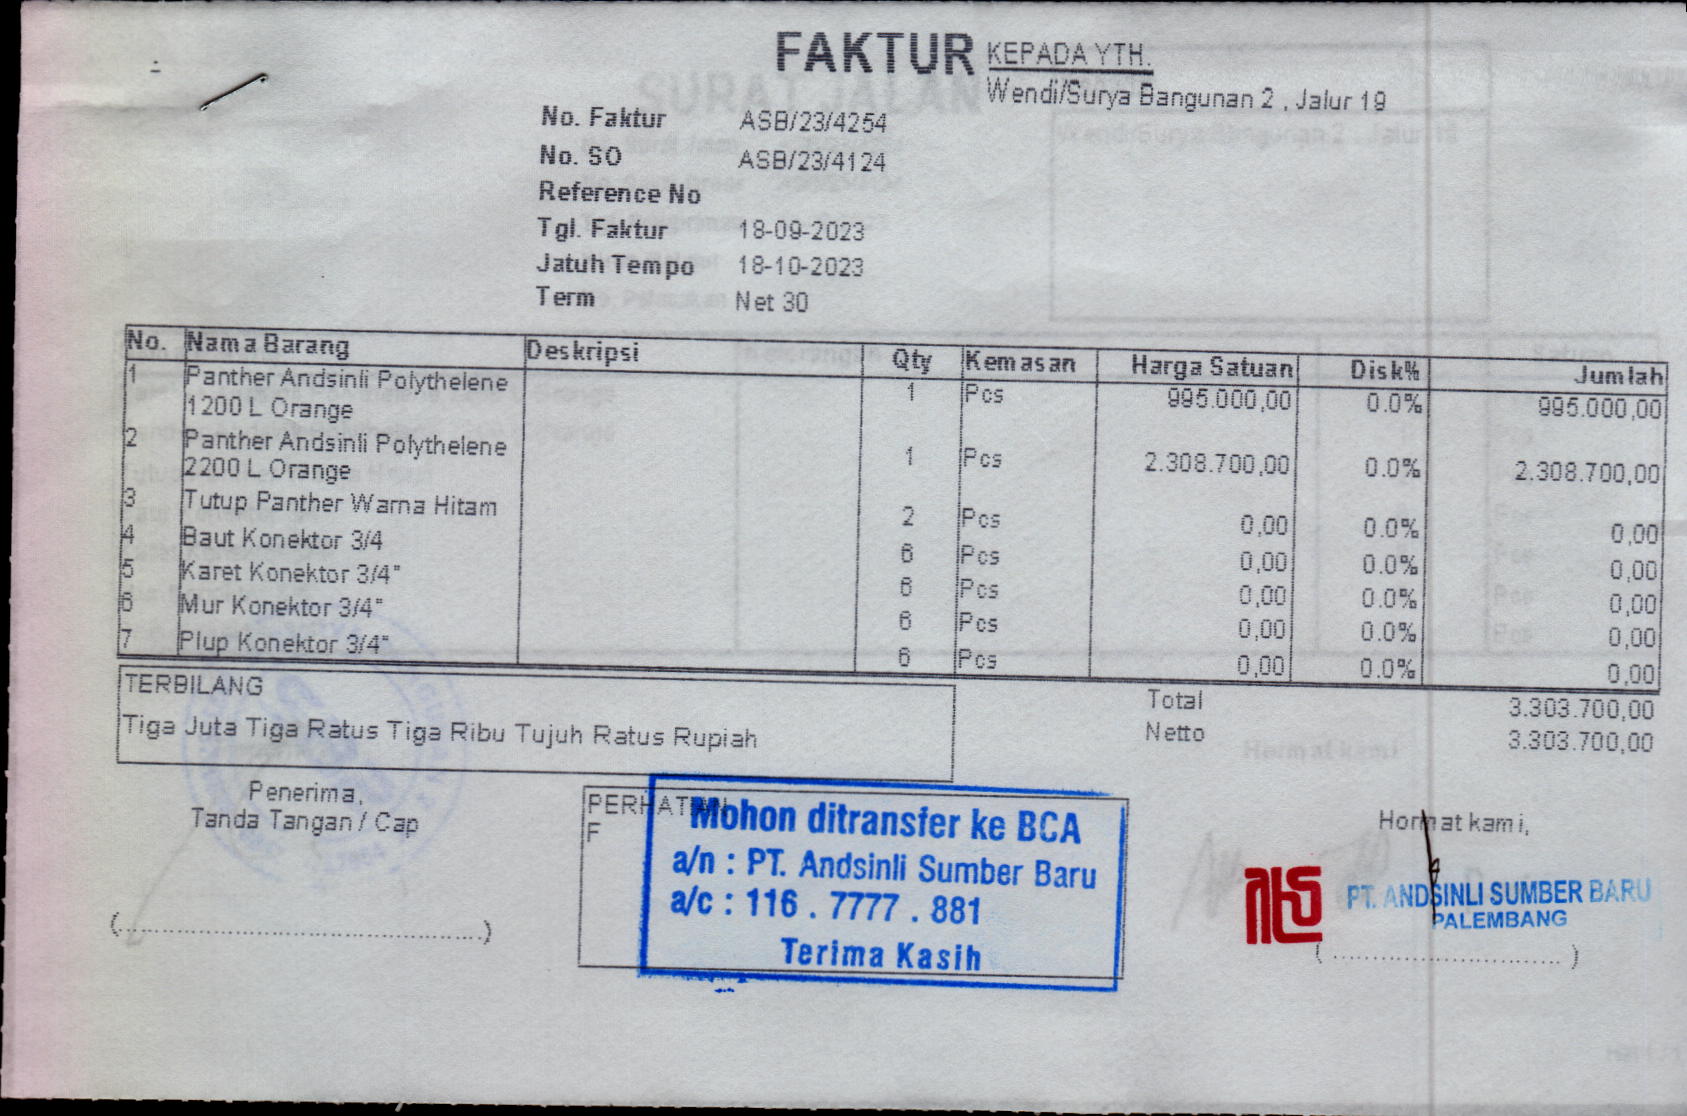 FAKTUR
KEPADA YTH.
Wendi/Surya Bangunan 2 , Jalur 19
No. Faktur ASB/23/4254
No. SO ASB/23/4124
Reference No
Tgl. Faktur 18-09-2023
Jatuh Tempo 18-10-2023
Term Net 30
No. Nama Barang Deskripsi Qty Kemasan Harga Satuan Disk% Jumlah
1 Panther Andsinli Polythelene 1 Pcs 995.000,00 0.0% 995.000,00
1200 L Orange
2 Panther Andsinli Polythelene 1 Pcs 2.308.700,00 0.0% 2.308.700,00
2200 L Orange
3 Tutup Panther Warna Hitam 2 Pcs 0,00 0.0% 0,00
4 Baut Konektor 3/4 6 Pcs 0,00 0.0% 0,00
5 Karet Konektor 3/4" 6 Pcs 0,00 0.0% 0,00
6 Mur Konektor 3/4" 6 Pcs 0,00 0.0% 0,00
7 Plup Konektor 3/4" 6 Pcs 0,00 0.0% 0,00
TERBILANG
Tiga Juta Tiga Ratus Tiga Ribu Tujuh Ratus Rupiah
Total 3.303.700,00
Netto 3.303.700,00
Penerima,
Tanda Tangan / Cap
(..............................................)
PERHATIAN
F
Mohon ditransfer ke BCA
a/n : PT. Andsinli Sumber Baru
a/c : 116 . 7777 . 881
Terima Kasih
Hormat kami,
PT. ANDSINLI SUMBER BARU
PALEMBANG
( ............................. )